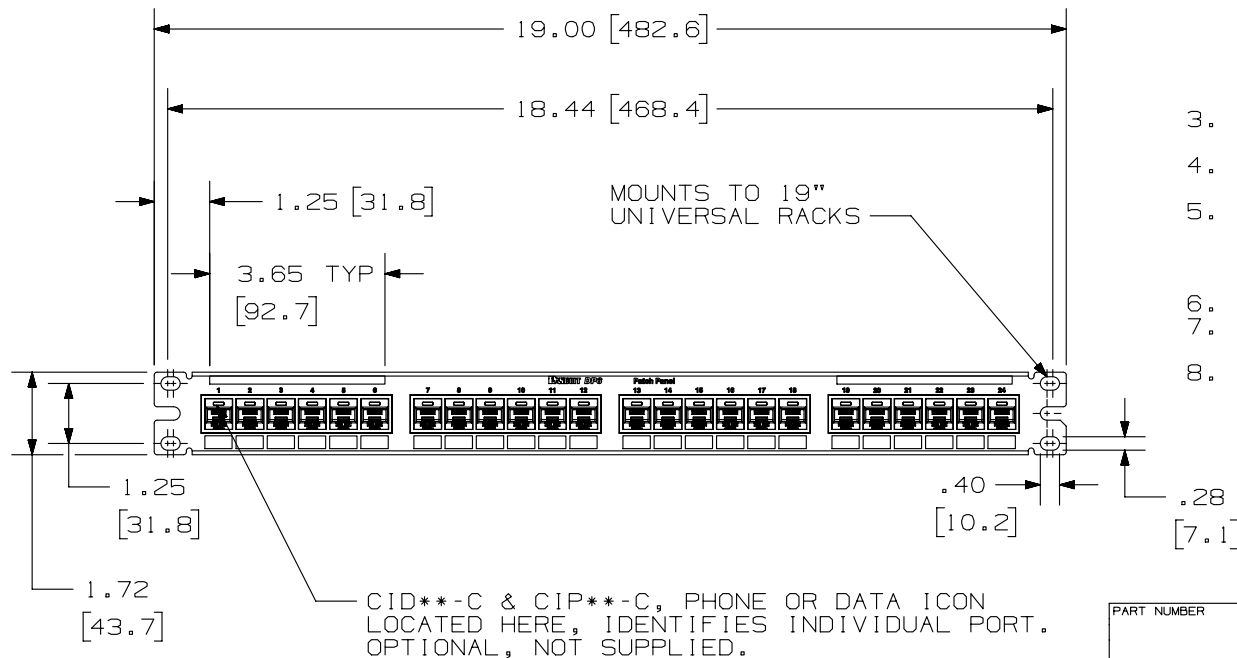 19.00 [482.6]
18.44 [468.4]
3.
4.
MOUNTS TO 19"
UNIVERSAL RACKS
1.25 [31.8]
5.
3.65 TYP
[92.7]
6.
7.
8.
PANDUIT DP6 Patch Panel
1 2 3 4 5 6 7 8 9 10 11 12 13 14 15 16 17 18 19 20 21 22 23 24
1.25
[31.8]
.40
[10.2]
.28
[7.1]
1.72
[43.7]
CID**-C & CIP**-C, PHONE OR DATA ICON
LOCATED HERE, IDENTIFIES INDIVIDUAL PORT.
OPTIONAL, NOT SUPPLIED.
PART NUMBER